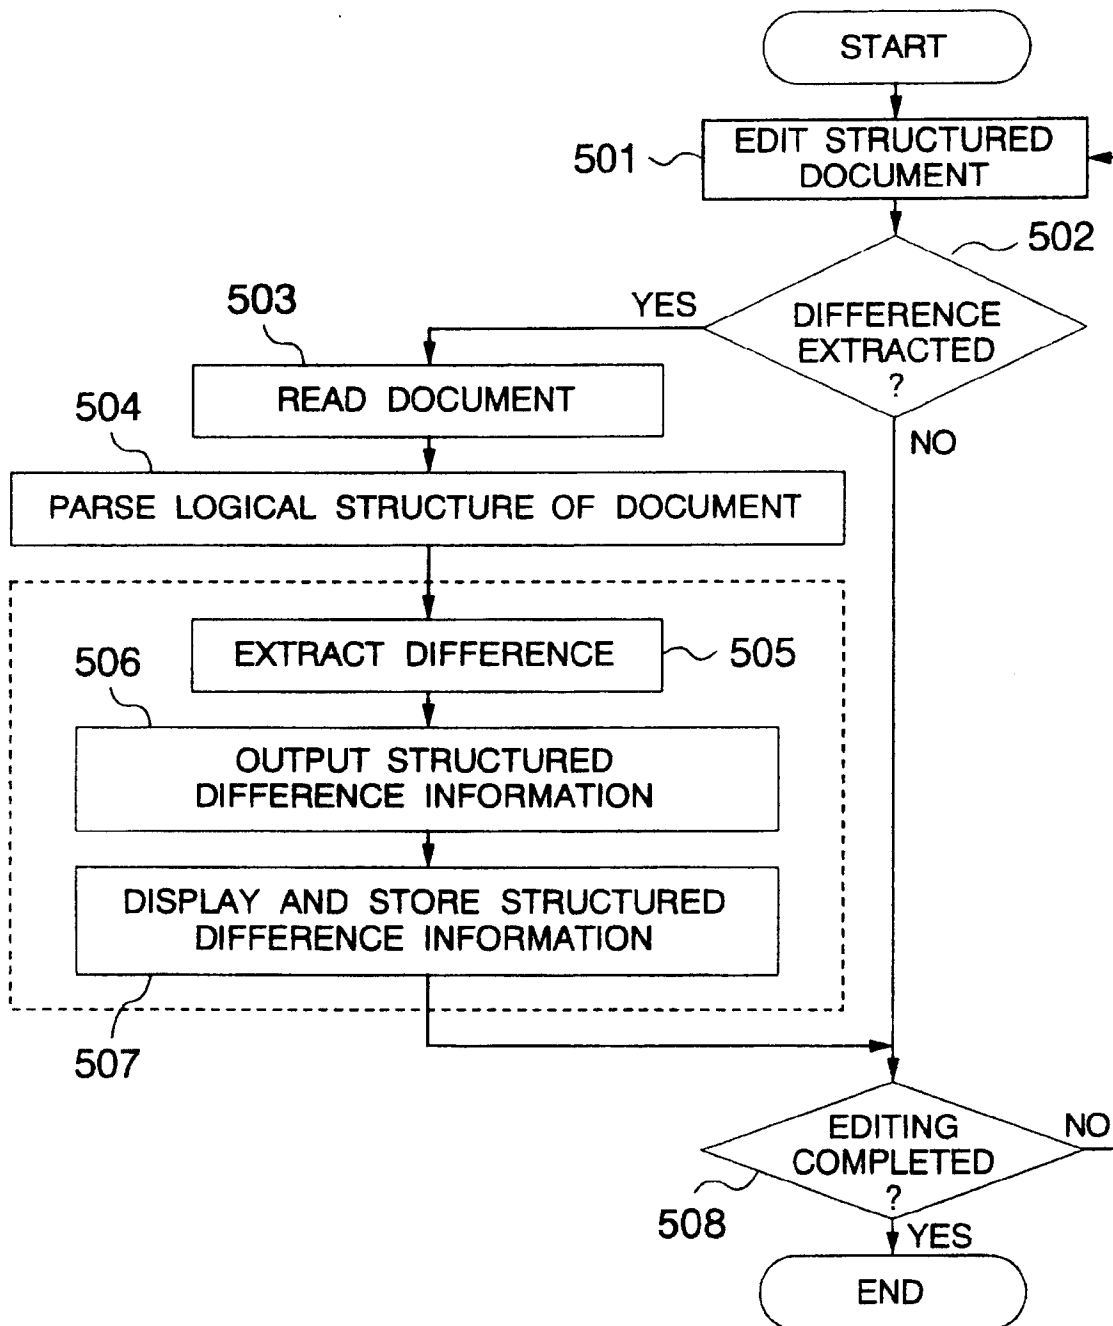 START
EDIT STRUCTURED
DOCUMENT
501
502
YES
DIFFERENCE
EXTRACTED
?
NO
503
READ DOCUMENT
504
PARSE LOGICAL STRUCTURE OF DOCUMENT
EXTRACT DIFFERENCE
505
506
OUTPUT STRUCTURED
DIFFERENCE INFORMATION
DISPLAY AND STORE STRUCTURED
DIFFERENCE INFORMATION
507
EDITING
COMPLETED
?
NO
508
YES
END